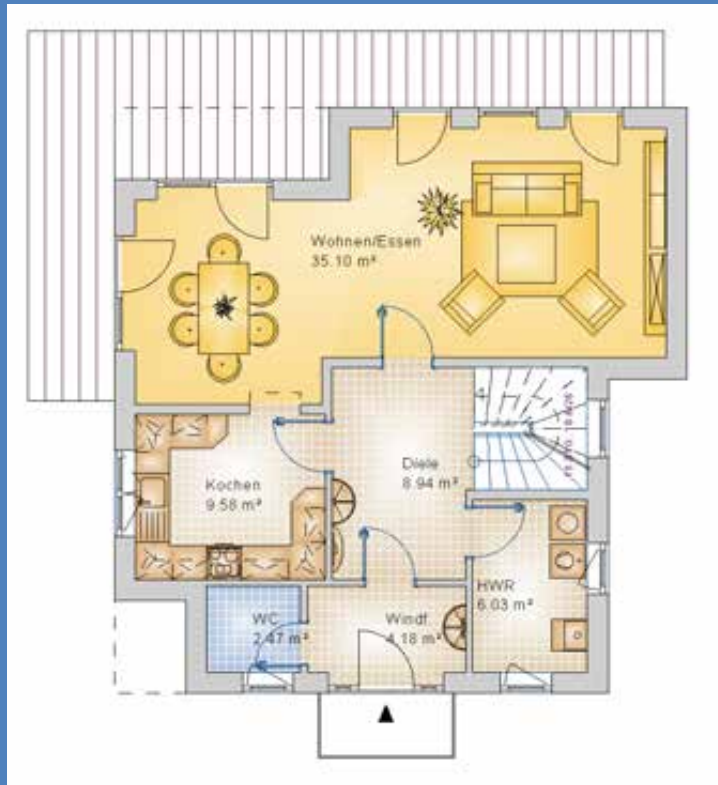 Wohnen/Essen
35.10 m²
Kochen
9.58 m²
Diele
8.94 m²
HWR
6.03 m²
WC
2.47 m²
Windf.
4.18 m²